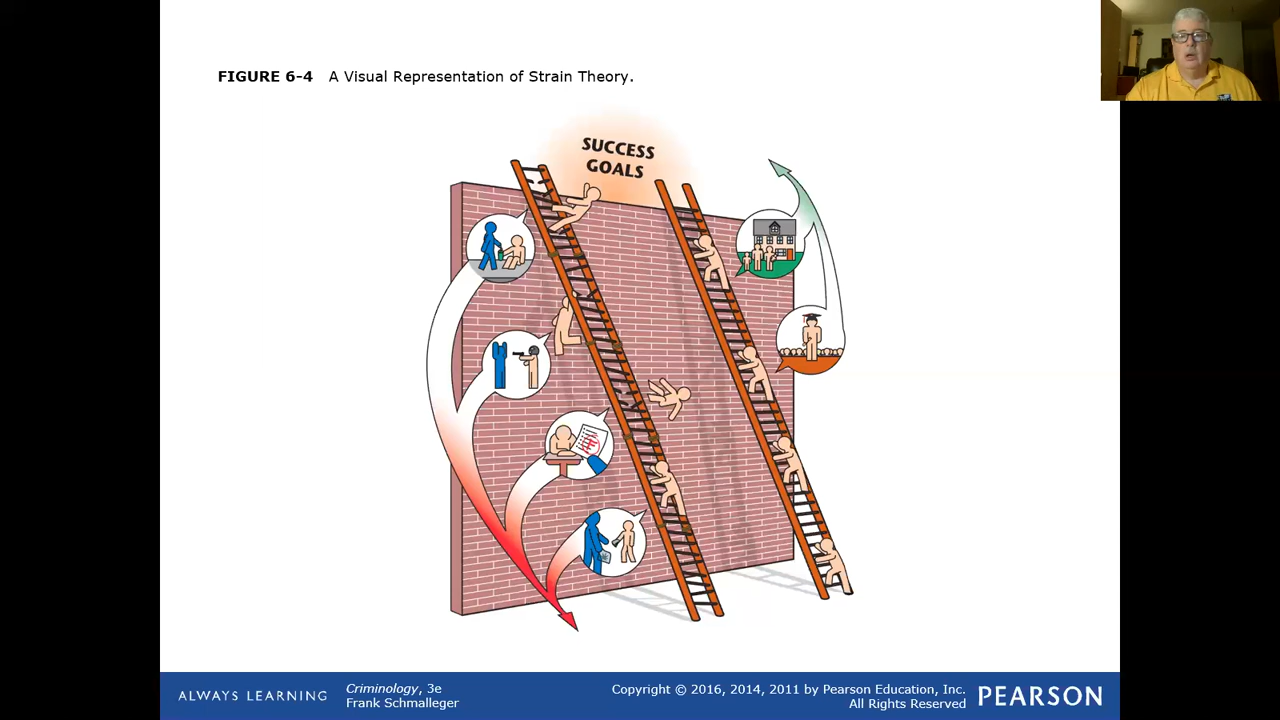 FIGURE 6-4 A Visual Representation of Strain Theory.
SUCCESS
GOALS
ALWAYS LEARNING
Criminology, 3e
Frank Schmalleger
Copyright © 2016, 2014, 2011 by Pearson Education, Inc.
All Rights Reserved
PEARSON